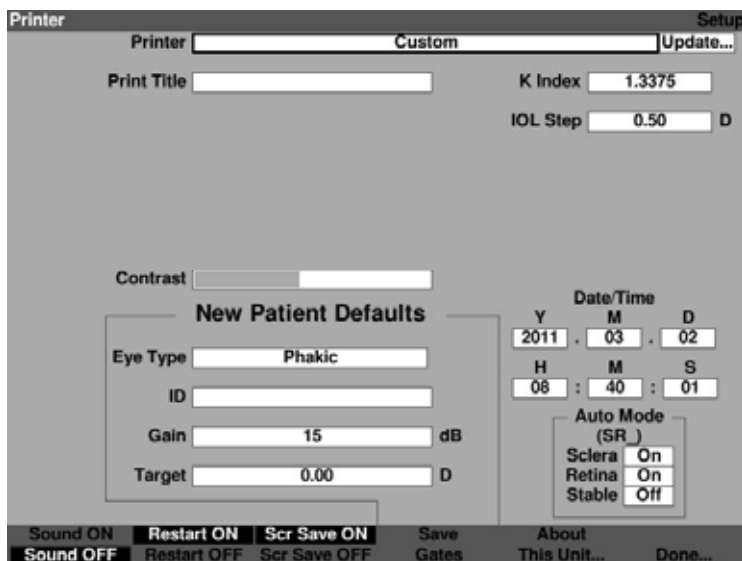 Printer Setup
Printer Custom Update...
Print Title K Index 1.3375
IOL Step 0.50 D
Contrast
Date/Time
New Patient Defaults
Y M D
2011 . 03 . 02
Eye Type Phakic
H M S
08 : 40 : 01
ID
Auto Mode
(SR_)
Gain 15 dB
Sclera On
Target 0.00 D
Retina On
Stable Off
Sound ON Restart ON Scr Save ON Save About
Sound OFF Restart OFF Scr Save OFF Gates This Unit... Done...